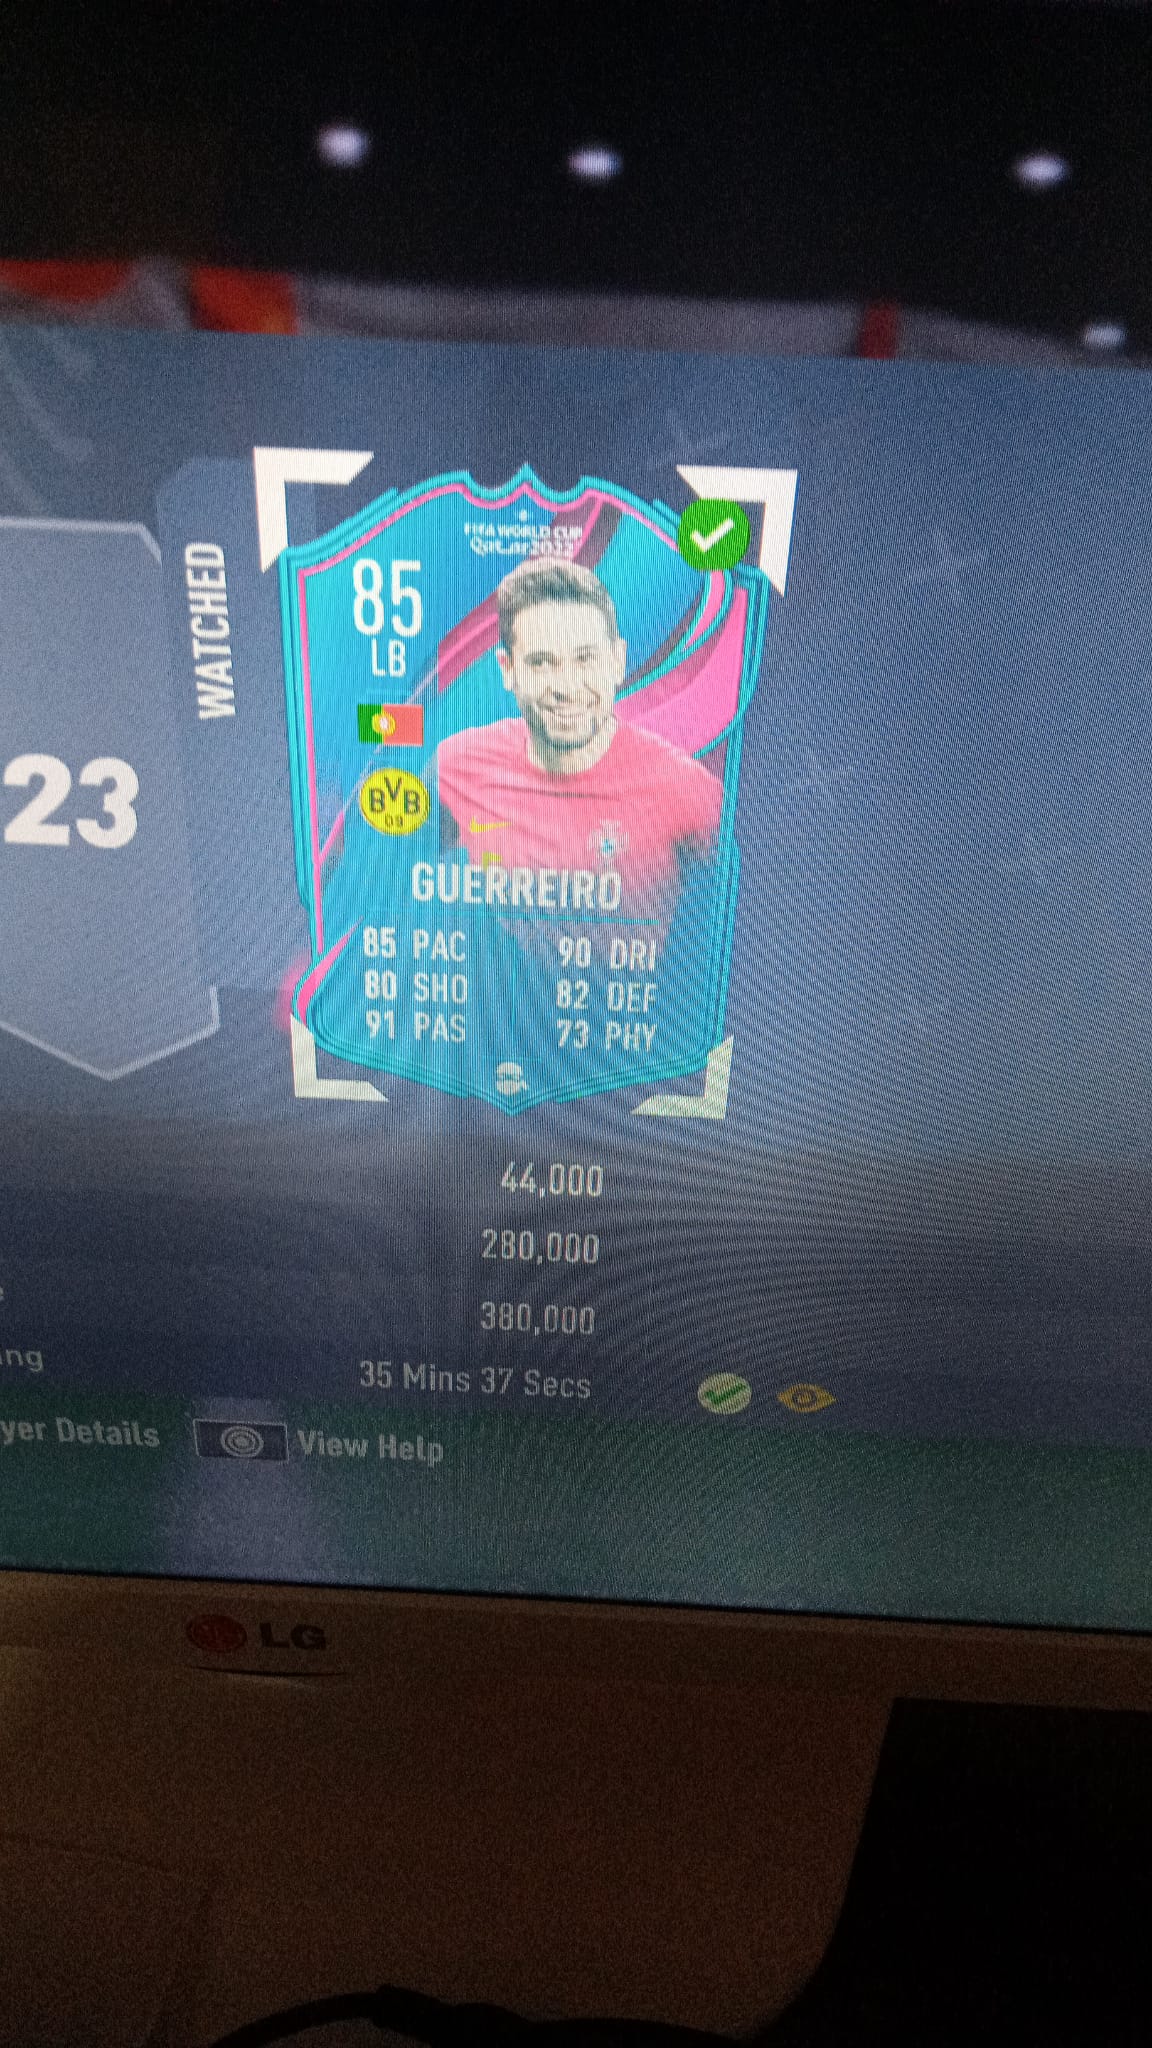 FIFA WORLD CUP
Qatar2022
85
LB
WATCHED
23
BVB
09
GUERREIRO
85 PAC
90 DRI
80 SHO
82 DEF
91 PAS
73 PHY
44,000
280,000
380,000
ng
35 Mins 37 Secs
yer Details
View Help
LG